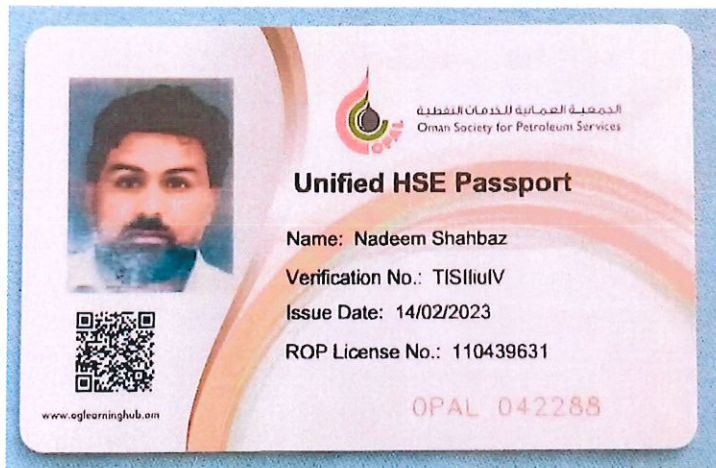 الجمعية العمانية للخدمات النفطية
Oman Society for Petroleum Services
OPAL
Unified HSE Passport
Name: Nadeem Shahbaz
Verification No.: TISIliulV
Issue Date: 14/02/2023
ROP License No.: 110439631
www.oglearninghub.om
OPAL 042288